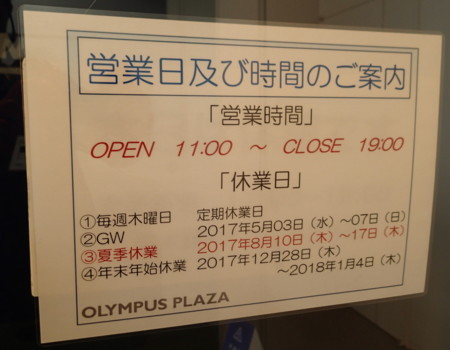 営業日及び時間のご案内
「営業時間」
OPEN 11:00 ～ CLOSE 19:00
「休業日」
①毎週木曜日 定期休業日
②GW 2017年5月03日（水）～07日（日）
③夏季休業 2017年8月10日（木）～17日（木）
④年末年始休業 2017年12月28日（木）
～2018年1月4日（木）
OLYMPUS PLAZA